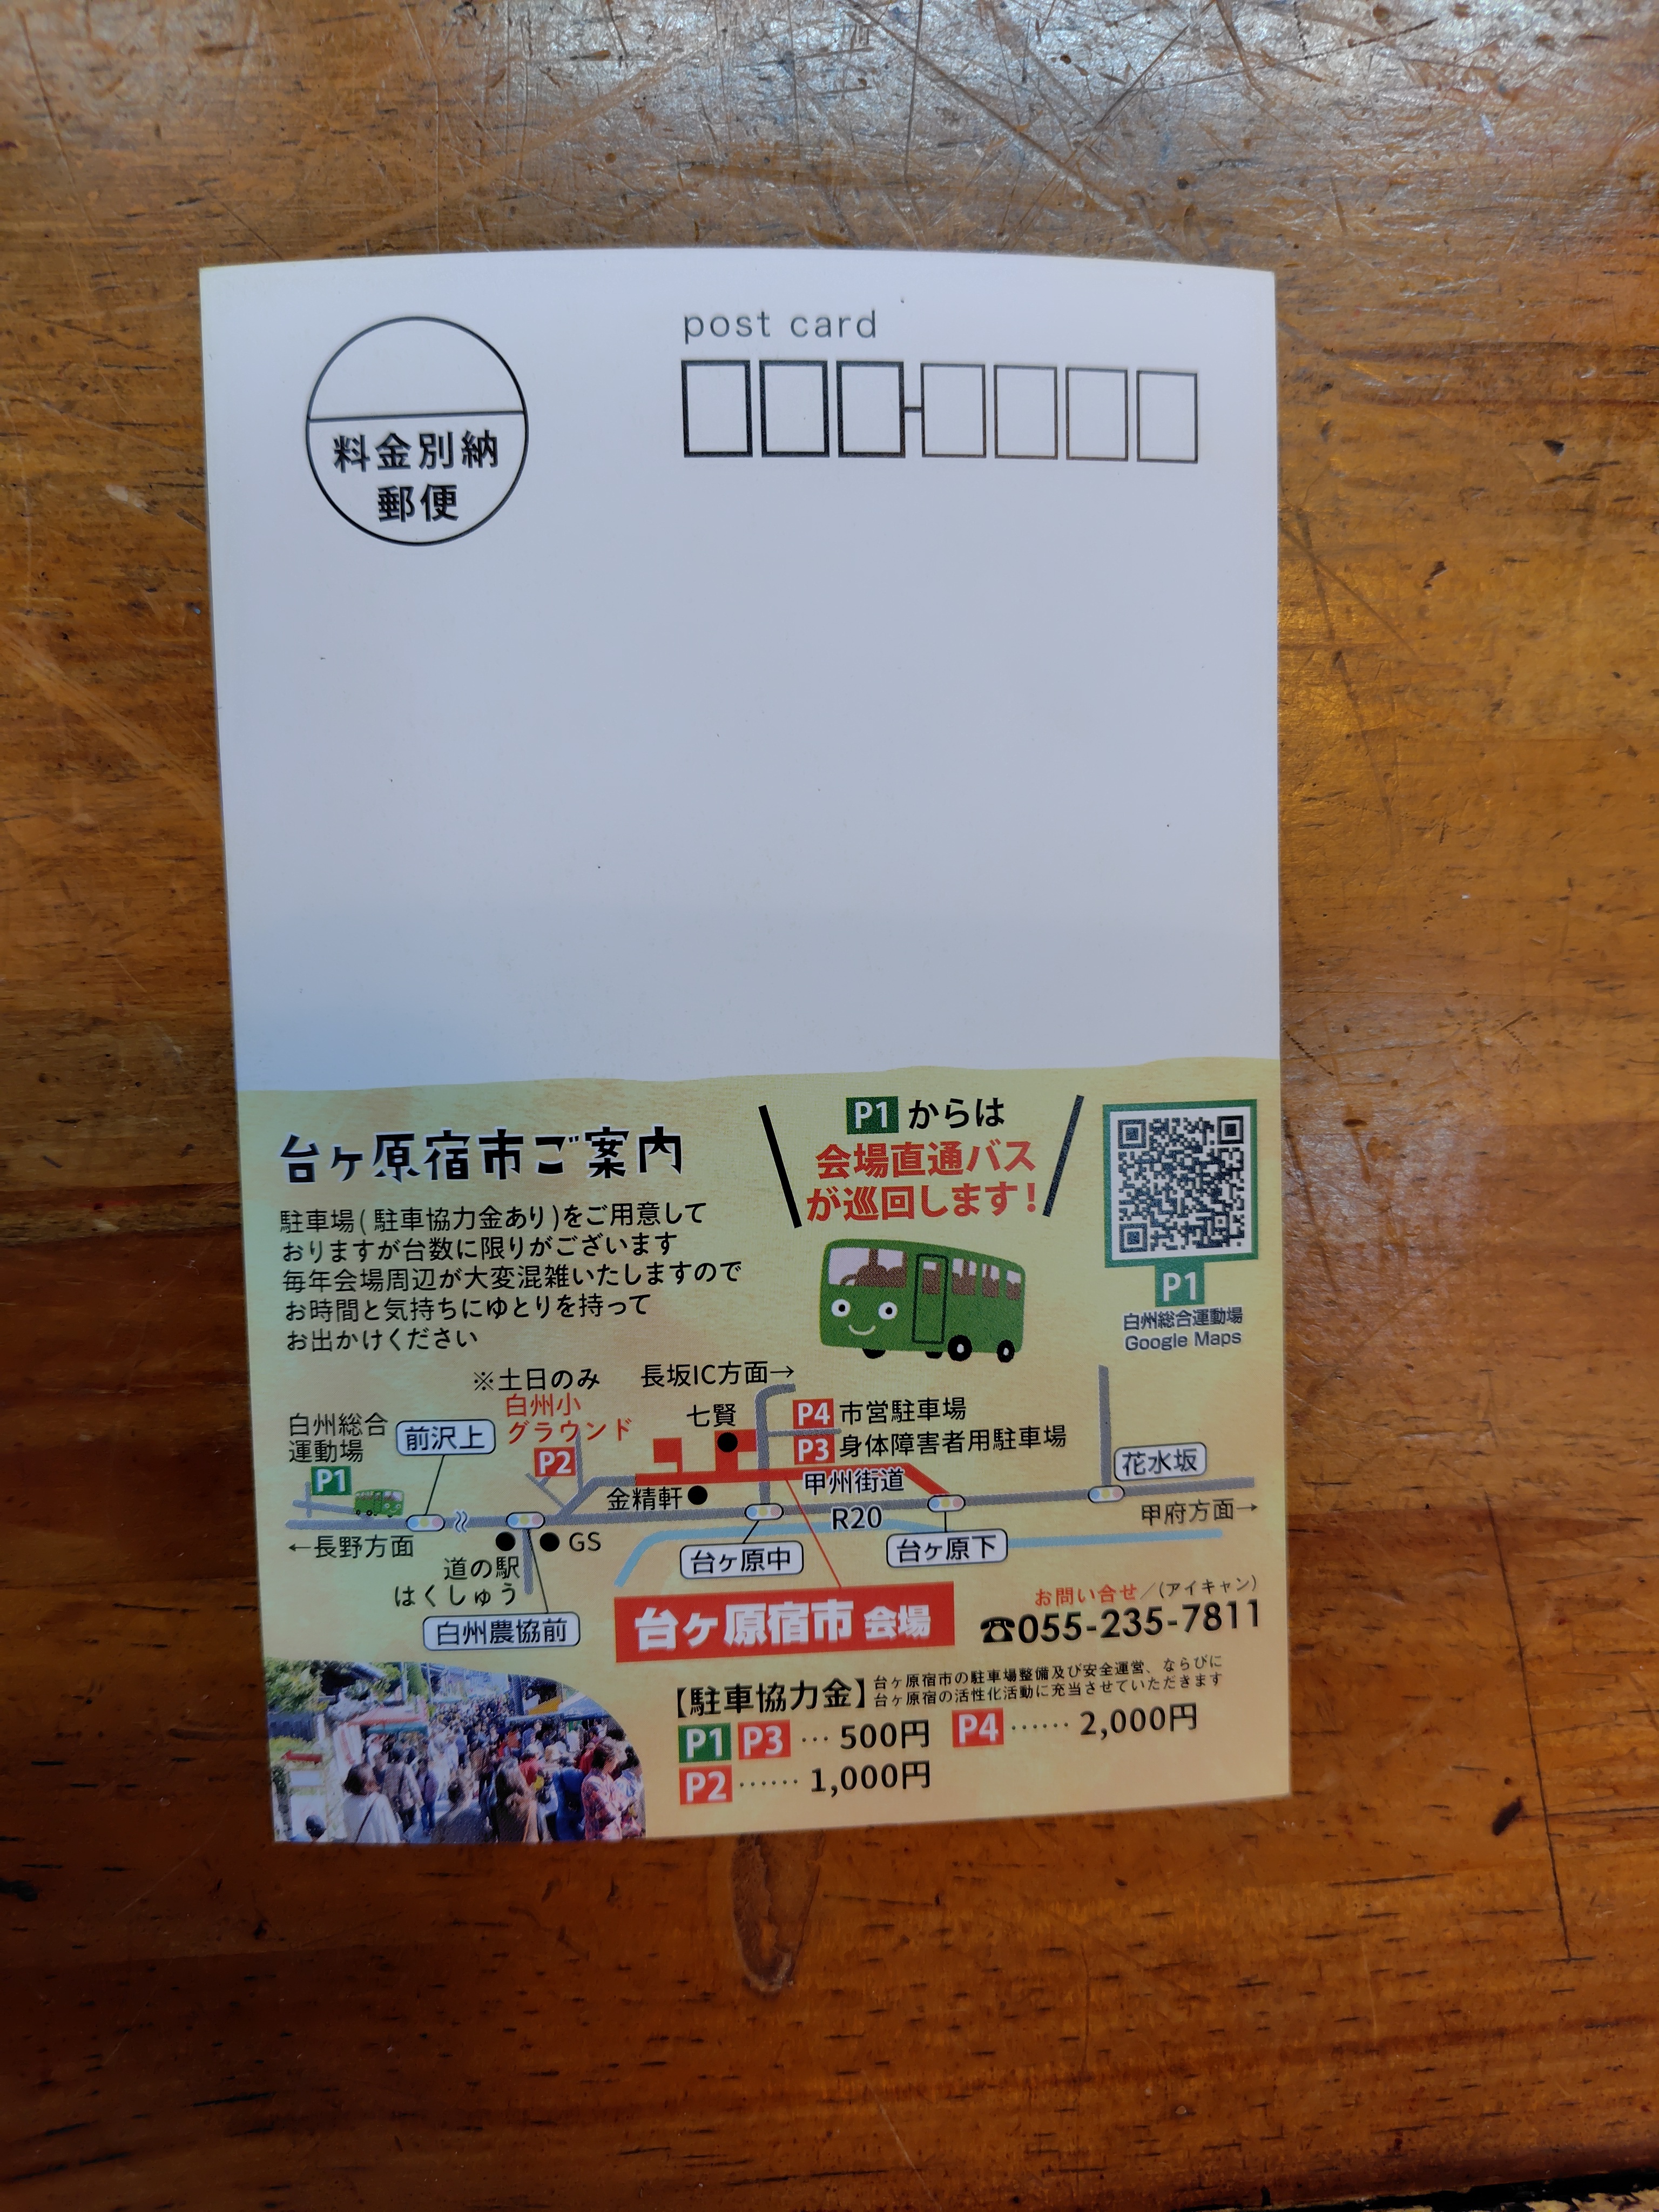 post card
料金別納
郵便
台ヶ原宿市ご案内
駐車場(駐車協力金あり)をご用意して
おりますが台数に限りがございます
毎年会場周辺が大変混雑いたしますので
お時間と気持ちにゆとりを持って
お出かけください
P1からは
会場直通バス
が巡回します!
P1
白州総合運動場
Google Maps
※土日のみ
白州小
グラウンド
P2
長坂IC方面→
七賢
P4 市営駐車場
P3 身体障害者用駐車場
白州総合
運動場
P1
前沢上
金精軒
甲州街道
花水坂
R20
甲府方面→
←長野方面
GS
道の駅
はくしゅう
白州農協前
台ヶ原中
台ヶ原下
台ヶ原宿市 会場
お問い合せ/(アイキャン)
☎055-235-7811
【駐車協力金】
台ヶ原宿市の駐車場整備及び安全運営、ならびに
台ヶ原宿の活性化活動に充当させていただきます
P1 P3 … 500円 P4 …… 2,000円
P2 …… 1,000円